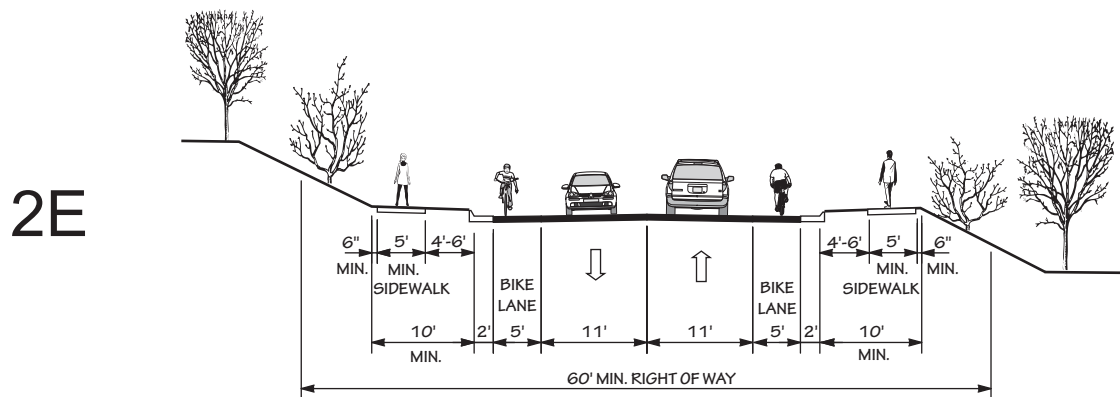 2E
6" 5' 4'-6' 4'-6' 5' 6"
MIN. MIN. MIN. MIN.
SIDEWALK BIKE BIKE SIDEWALK
LANE LANE
10' 2' 5' 11' 11' 5' 2' 10'
MIN. MIN.
60' MIN. RIGHT OF WAY